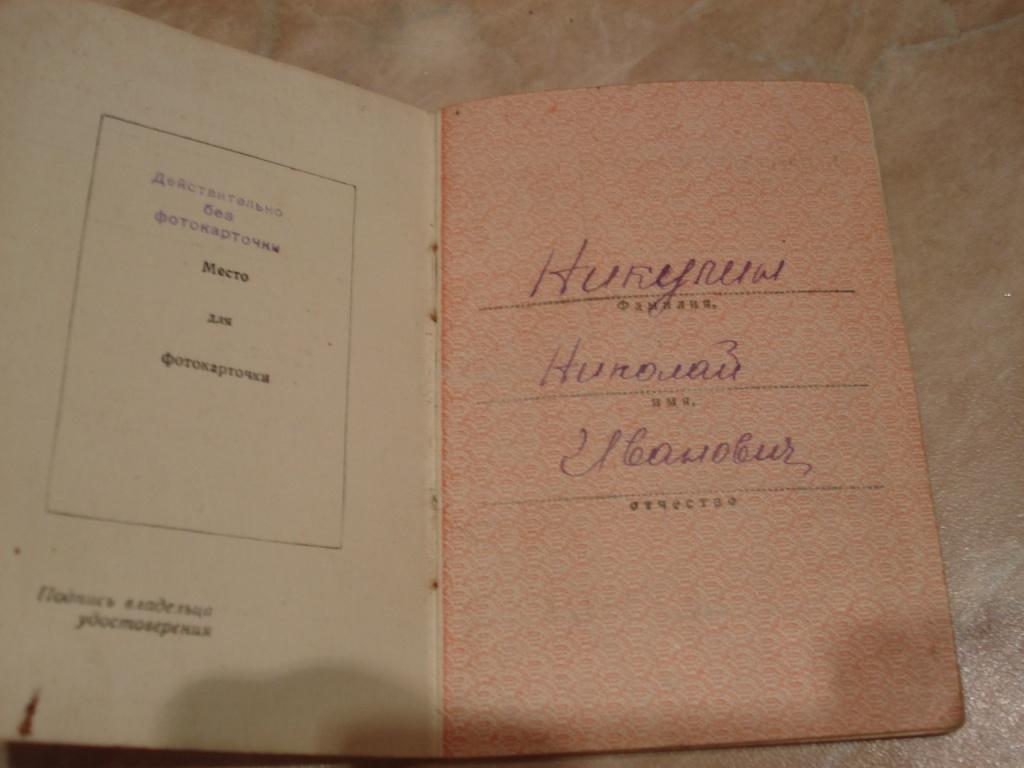 Действительно
без
фотокарточки
Место
для
фотокарточки
Подпись владельца
удостоверения
Никулин
Фамилия,
Николай
имя,
Иванович
отчество